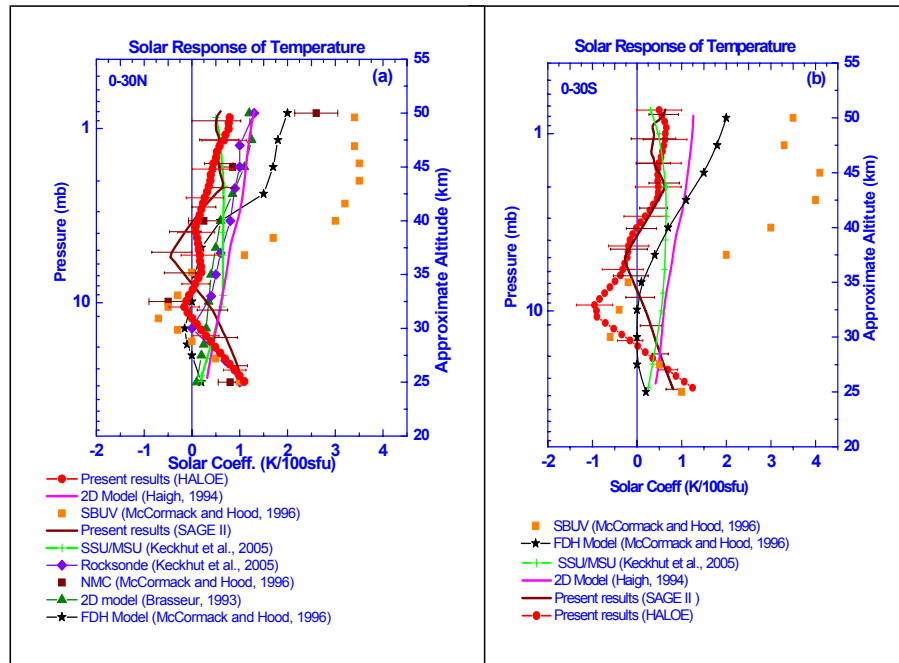 Solar Response of Temperature
(a)
0-30N
55
50
45
40
35
30
25
20
1
10
Pressure (mb)
Approximate Altitude (km)
-2 -1 0 1 2 3 4
Solar Coeff. (K/100sfu)
Present results (HALOE)
2D Model (Haigh, 1994)
SBUV (McCormack and Hood, 1996)
Present results (SAGE II)
SSU/MSU (Keckhut et al., 2005)
Rocksonde (Keckhut et al., 2005)
NMC (McCormack and Hood, 1996)
2D model (Brasseur, 1993)
FDH Model (McCormack and Hood, 1996)
Solar Response of Temperature
(b)
0-30S
55
50
45
40
35
30
25
20
1
10
Pressure (mb)
Approximate Altitute (km)
-2 -1 0 1 2 3 4
Solar Coeff (K/100sfu)
SBUV (McCormack and Hood, 1996)
FDH Model (McCormack and Hood, 1996)
SSU/MSU (Keckhut et al., 2005)
2D Model (Haigh, 1994)
Present results (SAGE II )
Present results (HALOE)